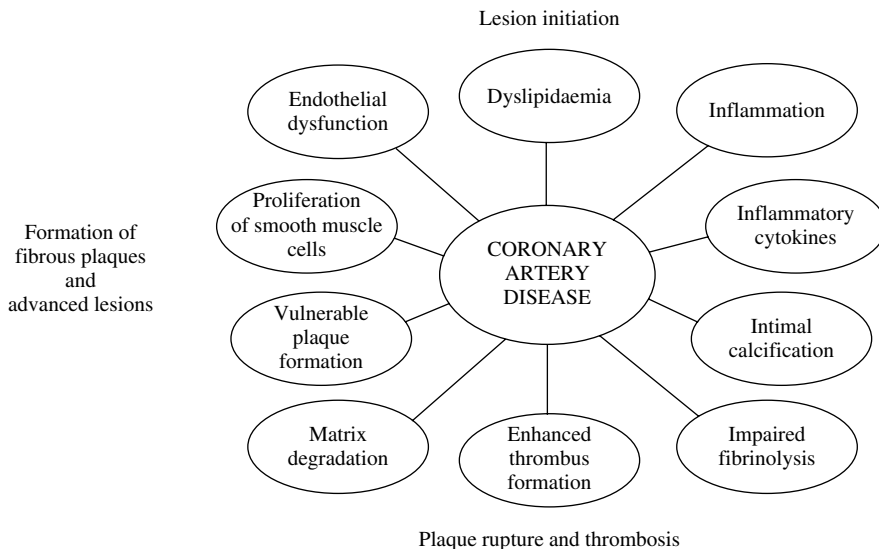 Lesion initiation
Endothelial
dysfunction
Dyslipidaemia
Inflammation
Proliferation
of smooth muscle
cells
Inflammatory
cytokines
Formation of
fibrous plaques
and
advanced lesions
CORONARY
ARTERY
DISEASE
Vulnerable
plaque
formation
Intimal
calcification
Matrix
degradation
Enhanced
thrombus
formation
Impaired
fibrinolysis
Plaque rupture and thrombosis